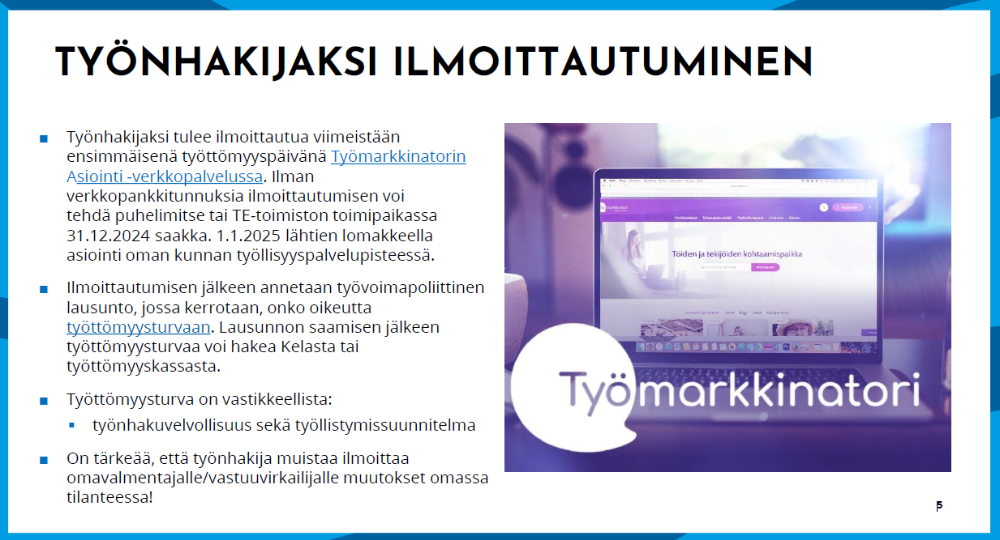 TYÖNHAKIJAKSI ILMOITTAUTUMINEN
Työnhakijaksi tulee ilmoittautua viimeistään
ensimmäisenä työttömyyspäivänä Työmarkkinatorin
Asiointi -verkkopalvelussa. Ilman
verkkopankkitunnuksia ilmoittautumisen voi
tehdä puhelimitse tai TE-toimiston toimipaikassa
31.12.2024 saakka. 1.1.2025 lähtien lomakkeella
asiointi oman kunnan työllisyyspalvelupisteessä.
Ilmoittautumisen jälkeen annetaan työvoimapoliittinen
lausunto, jossa kerrotaan, onko oikeutta
työttömyysturvaan. Lausunnon saamisen jälkeen
työttömyysturvaa voi hakea Kelasta tai
työttömyyskassasta.
Työttömyysturva on vastikkeellista:
työnhakuvelvollisuus sekä työllistymissuunnitelma
On tärkeää, että työnhakija muistaa ilmoittaa
omavalmentajalle/vastuuvirkailijalle muutokset omassa
tilanteessa!
Töiden ja tekijöiden kohtaamispaikka
Työmarkkinatori
5